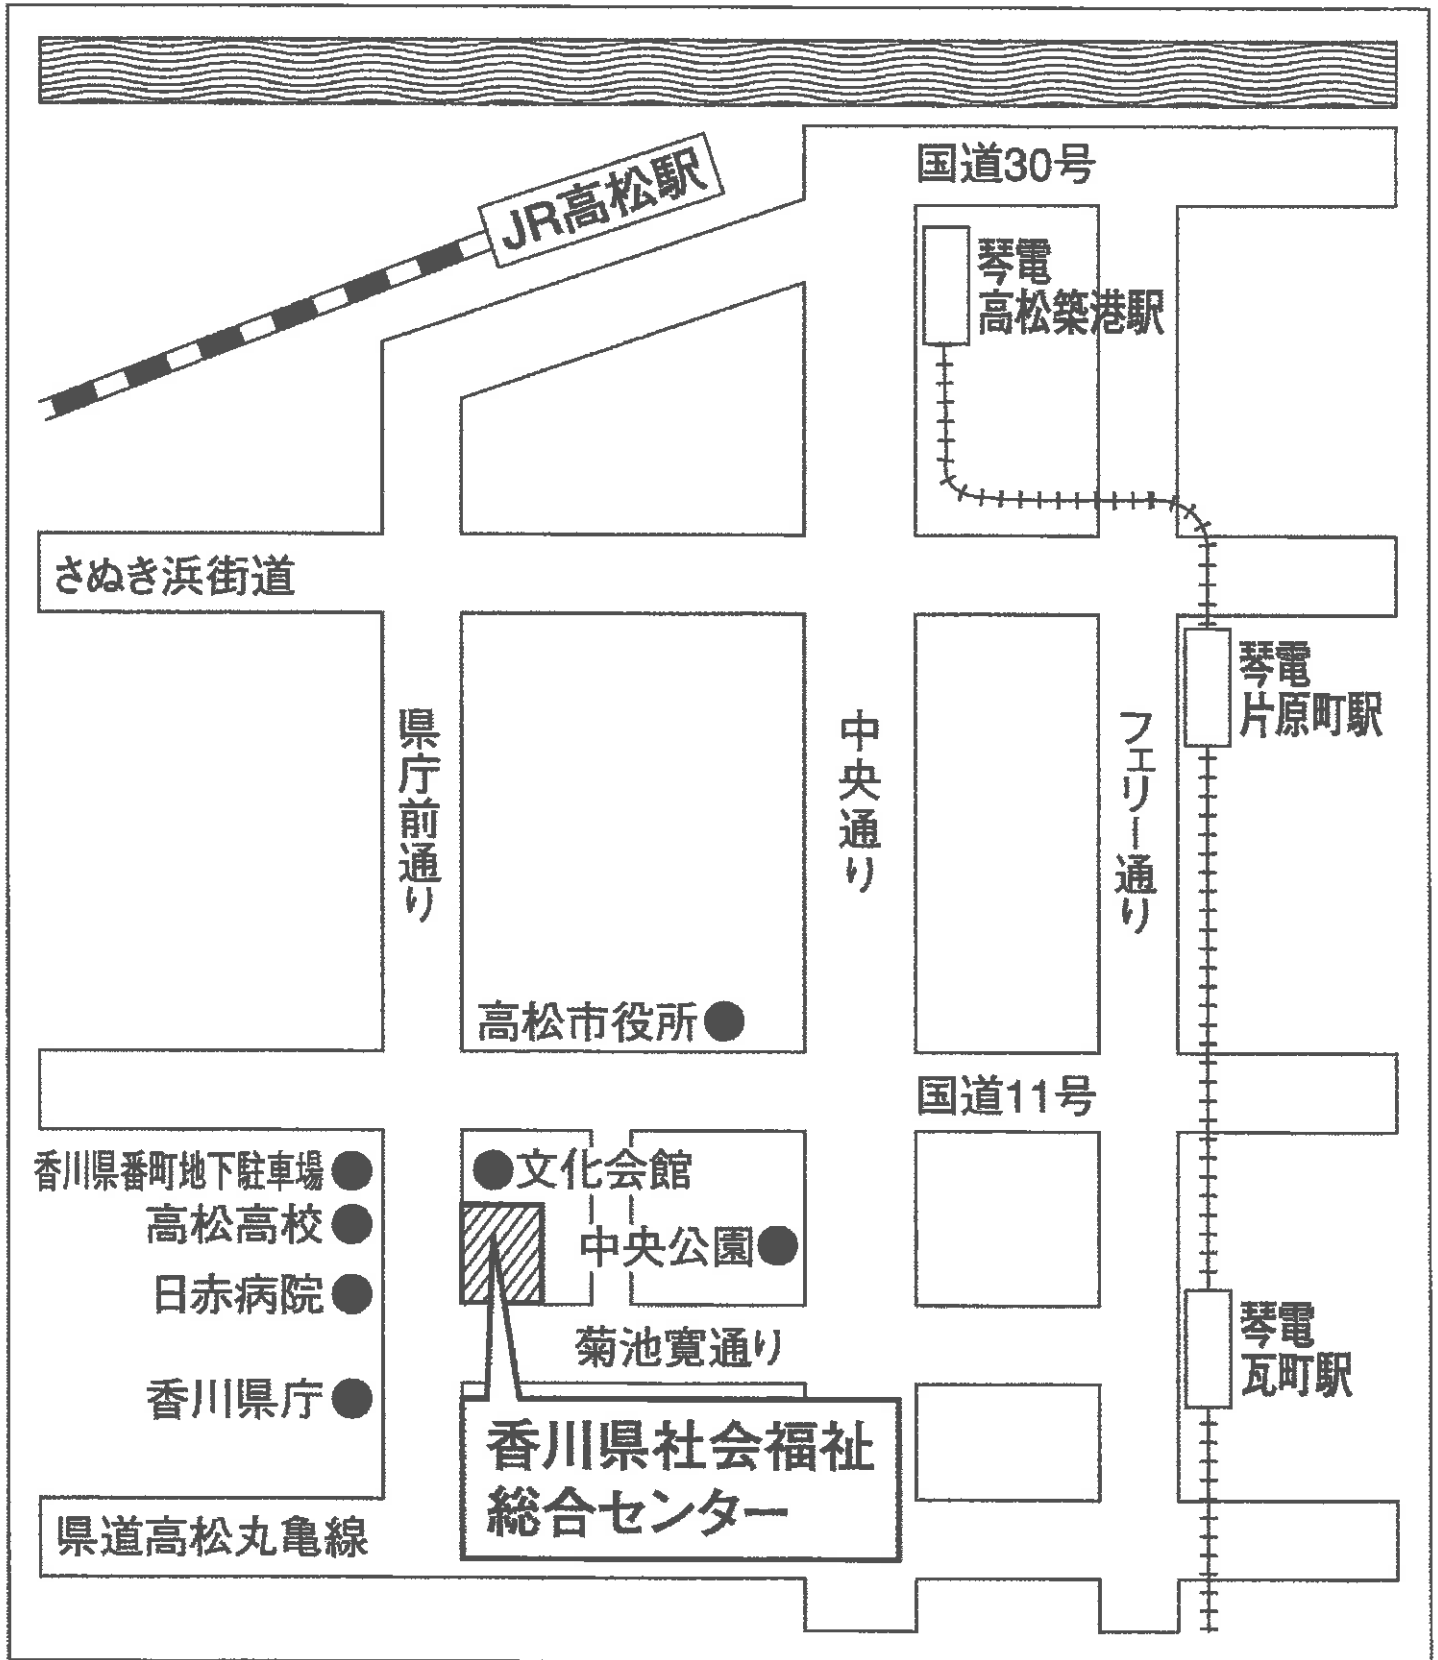 国道30号
JR高松駅
琴電
高松築港駅
さぬき浜街道
琴電
片原町駅
県庁前通り
中央通り
フェリー通り
高松市役所
国道11号
香川県番町地下駐車場
文化会館
高松高校
中央公園
日赤病院
菊池寛通り
琴電
瓦町駅
香川県庁
香川県社会福祉
総合センター
県道高松丸亀線